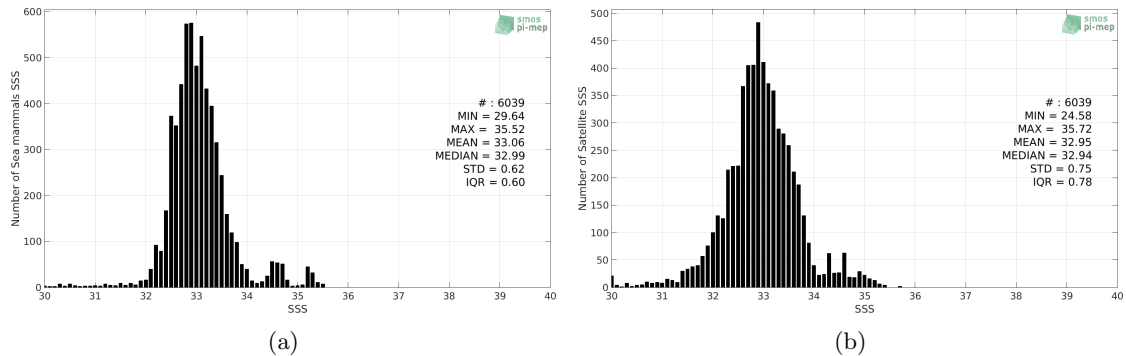 600
500
400
300
200
100
0
Number of Sea mammals SSS
30 31 32 33 34 35 36 37 38 39 40
SSS
smos
pi-mep
# : 6039
MIN = 29.64
MAX = 35.52
MEAN = 33.06
MEDIAN = 32.99
STD = 0.62
IQR = 0.60
(a)
500
450
400
350
300
250
200
150
100
50
0
Number of Satellite SSS
30 31 32 33 34 35 36 37 38 39 40
SSS
smos
pi-mep
# : 6039
MIN = 24.58
MAX = 35.72
MEAN = 32.95
MEDIAN = 32.94
STD = 0.75
IQR = 0.78
(b)